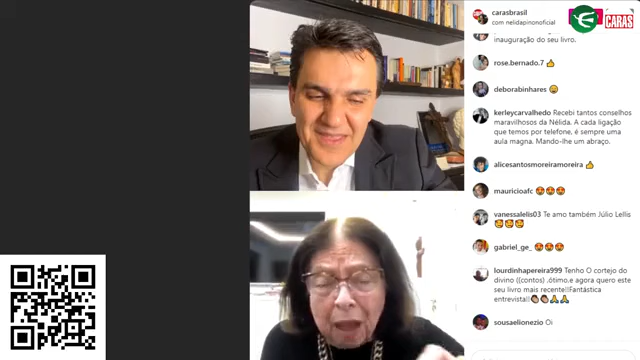 carasbrasil
com nelidapinonoficial
CARAS
inauguração do seu livro.
rose.bernado.7
deborabinhares
kerleycarvalhedo Recebi tantos conselhos
maravilhosos da Nélida. A cada ligação
que temos por telefone, é sempre uma
aula magna. Mando-lhe um abraço.
alicesantosmoreiramoreira
mauricioafc
vanessalelis03 Te amo também Júlio Lellis
gabriel_ge_
lourdinhapereira999 Tenho O cortejo do
divino ((contos) .ótimo,e agora quero este
seu livro mais recente!!Fantástica
entrevista!!
sousaelionezio Oi